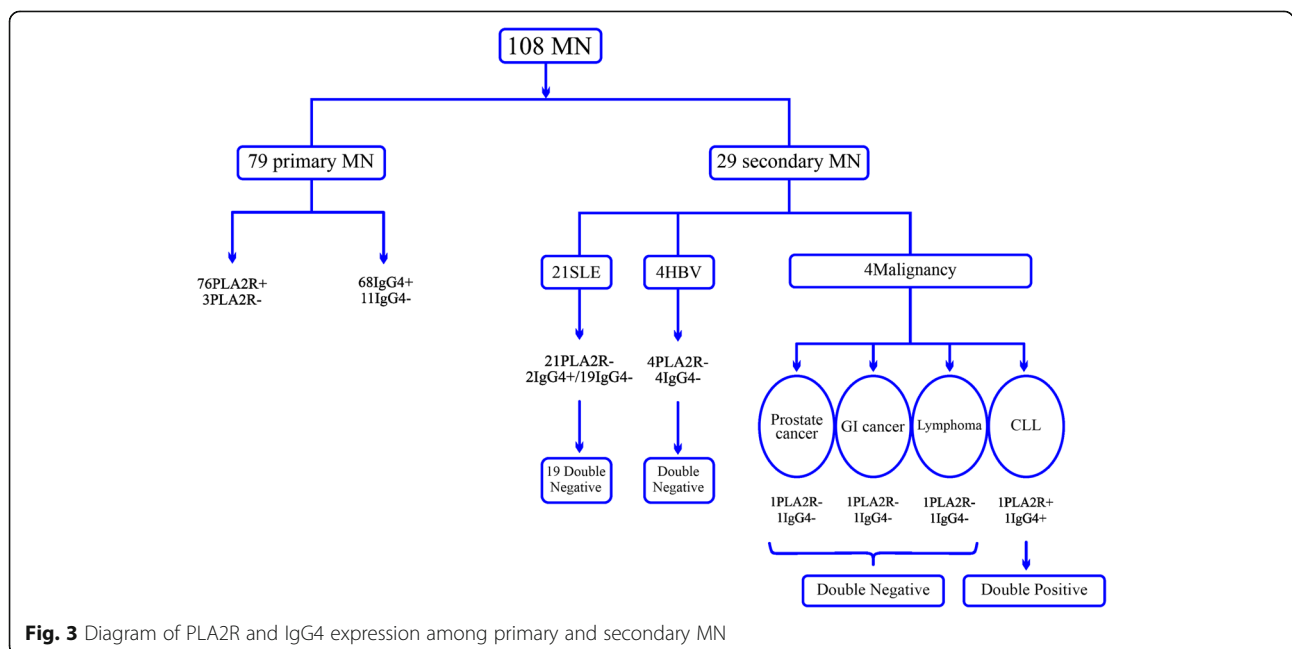 108 MN
79 primary MN
29 secondary MN
76PLA2R+
3PLA2R-
68IgG4+
11IgG4-
21SLE
4HBV
4Malignancy
21PLA2R-
2IgG4+/19IgG4-
4PLA2R-
4IgG4-
19 Double
Negative
Double
Negative
Prostate
cancer
GI cancer
Lymphoma
CLL
1PLA2R-
1IgG4-
1PLA2R-
1IgG4-
1PLA2R-
1IgG4-
1PLA2R+
1IgG4+
Double Negative
Double Positive
Fig. 3 Diagram of PLA2R and IgG4 expression among primary and secondary MN